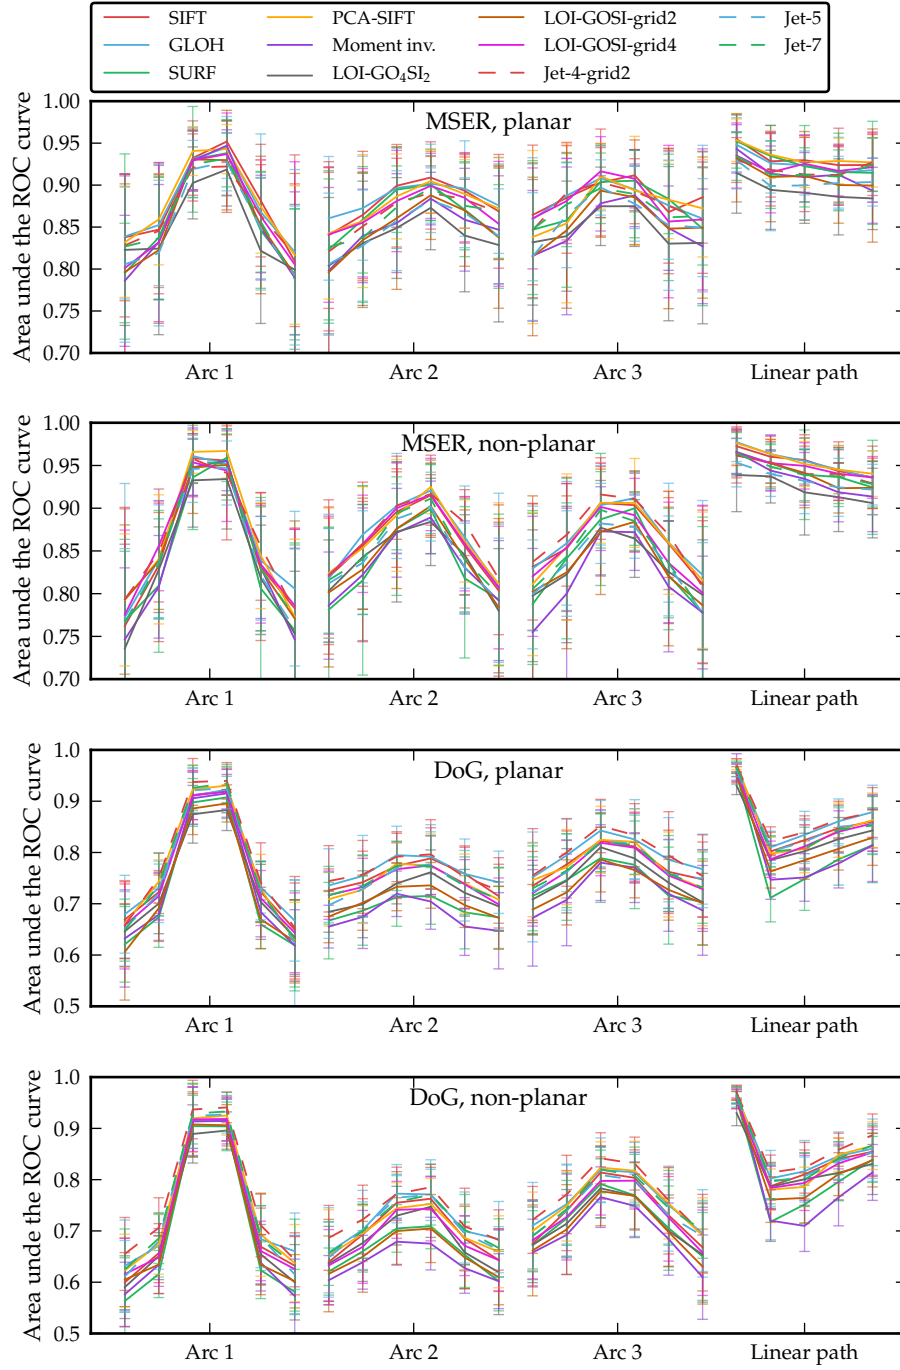 SIFT PCA-SIFT LOI-GOSI-grid2 Jet-5
GLOH Moment inv. LOI-GOSI-grid4 Jet-7
SURF LOI-GO₄SI₂ Jet-4-grid2
MSER, planar
Area unde the ROC curve
1.00
0.95
0.90
0.85
0.80
0.75
0.70
Arc 1 Arc 2 Arc 3 Linear path
MSER, non-planar
Area unde the ROC curve
1.00
0.95
0.90
0.85
0.80
0.75
0.70
Arc 1 Arc 2 Arc 3 Linear path
DoG, planar
Area unde the ROC curve
1.0
0.9
0.8
0.7
0.6
0.5
Arc 1 Arc 2 Arc 3 Linear path
DoG, non-planar
Area unde the ROC curve
1.0
0.9
0.8
0.7
0.6
0.5
Arc 1 Arc 2 Arc 3 Linear path